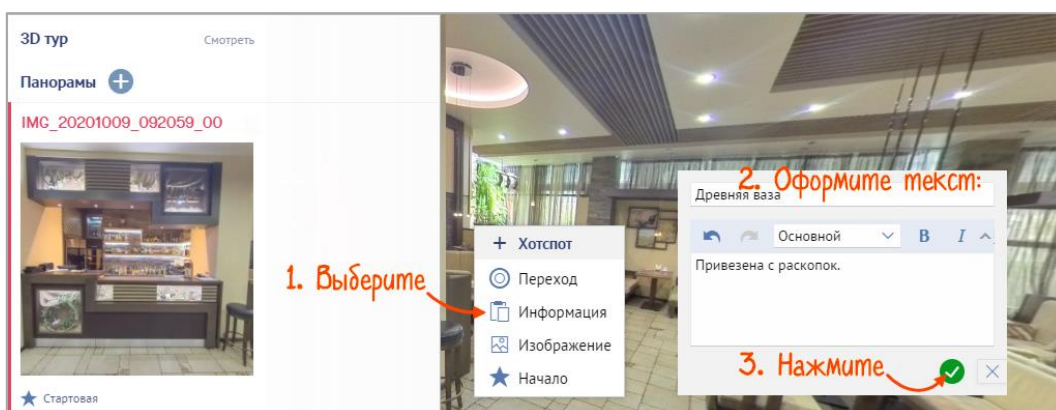 3D тур
Смотреть
Панорамы
IMG_20201009_092059_00
Стартовая
+ Хотспот
1. Выберите
Переход
Информация
Изображение
Начало
2. Оформите текст:
Древняя ваза
Основной
B I
Привезена с раскопок.
3. Нажмите